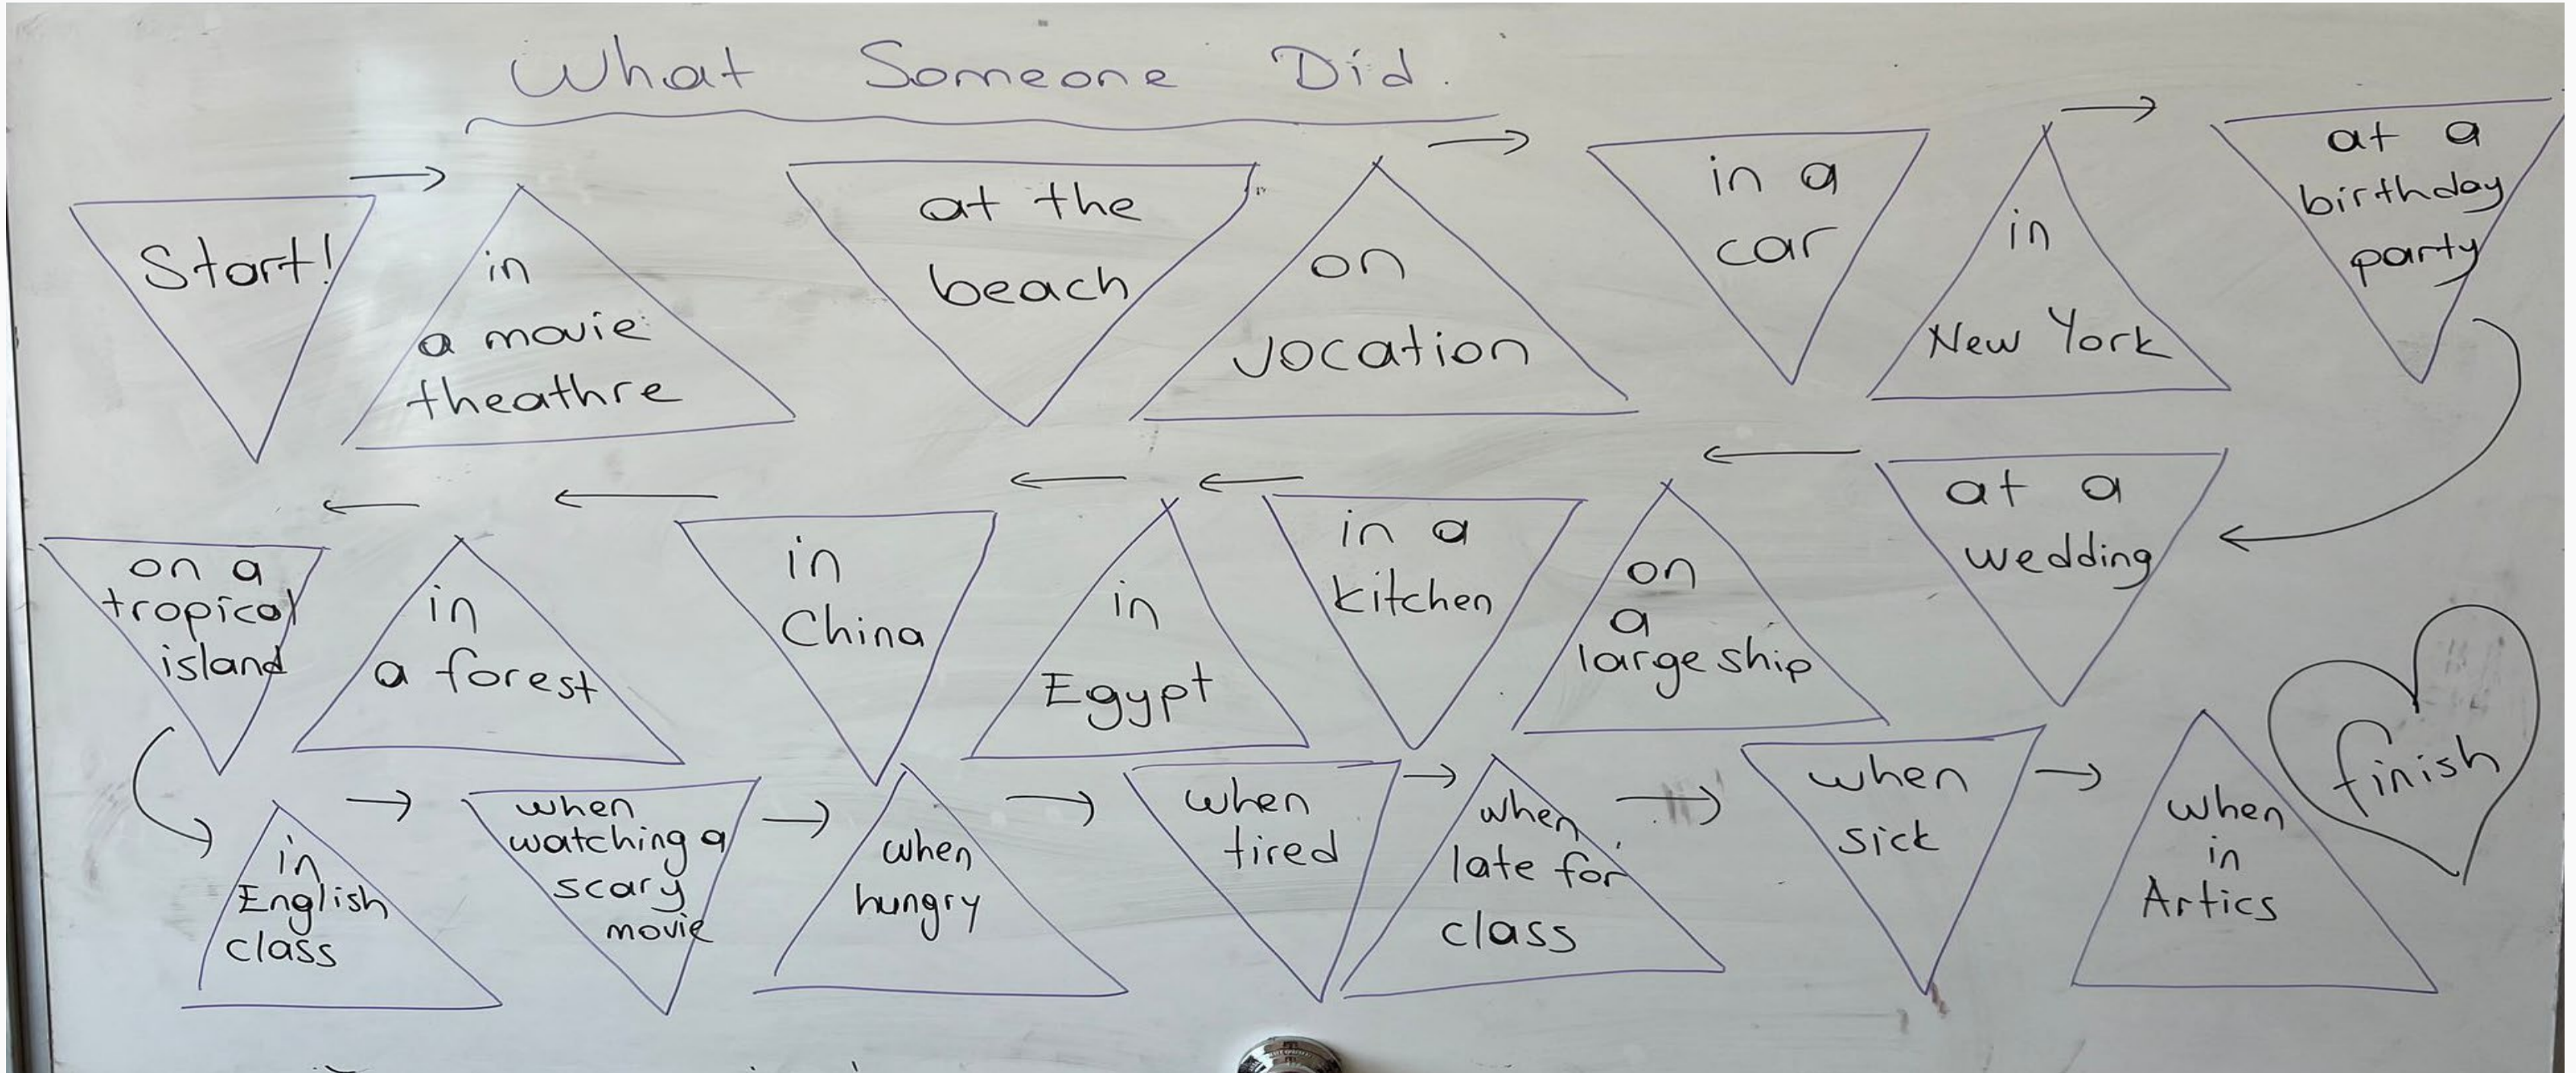 What Someone Did.
Start!
in
a movie
theathre
at the
beach
on
vocation
in a
car
in
New York
at a
birthday
party
at a
wedding
on
a
large ship
in a
kitchen
in
Egypt
in
China
in
a forest
on a
tropical
island
in
English
class
when
watching a
scary
movie
when
hungry
when
tired
when
late for
class
when
sick
when
in
Artics
finish